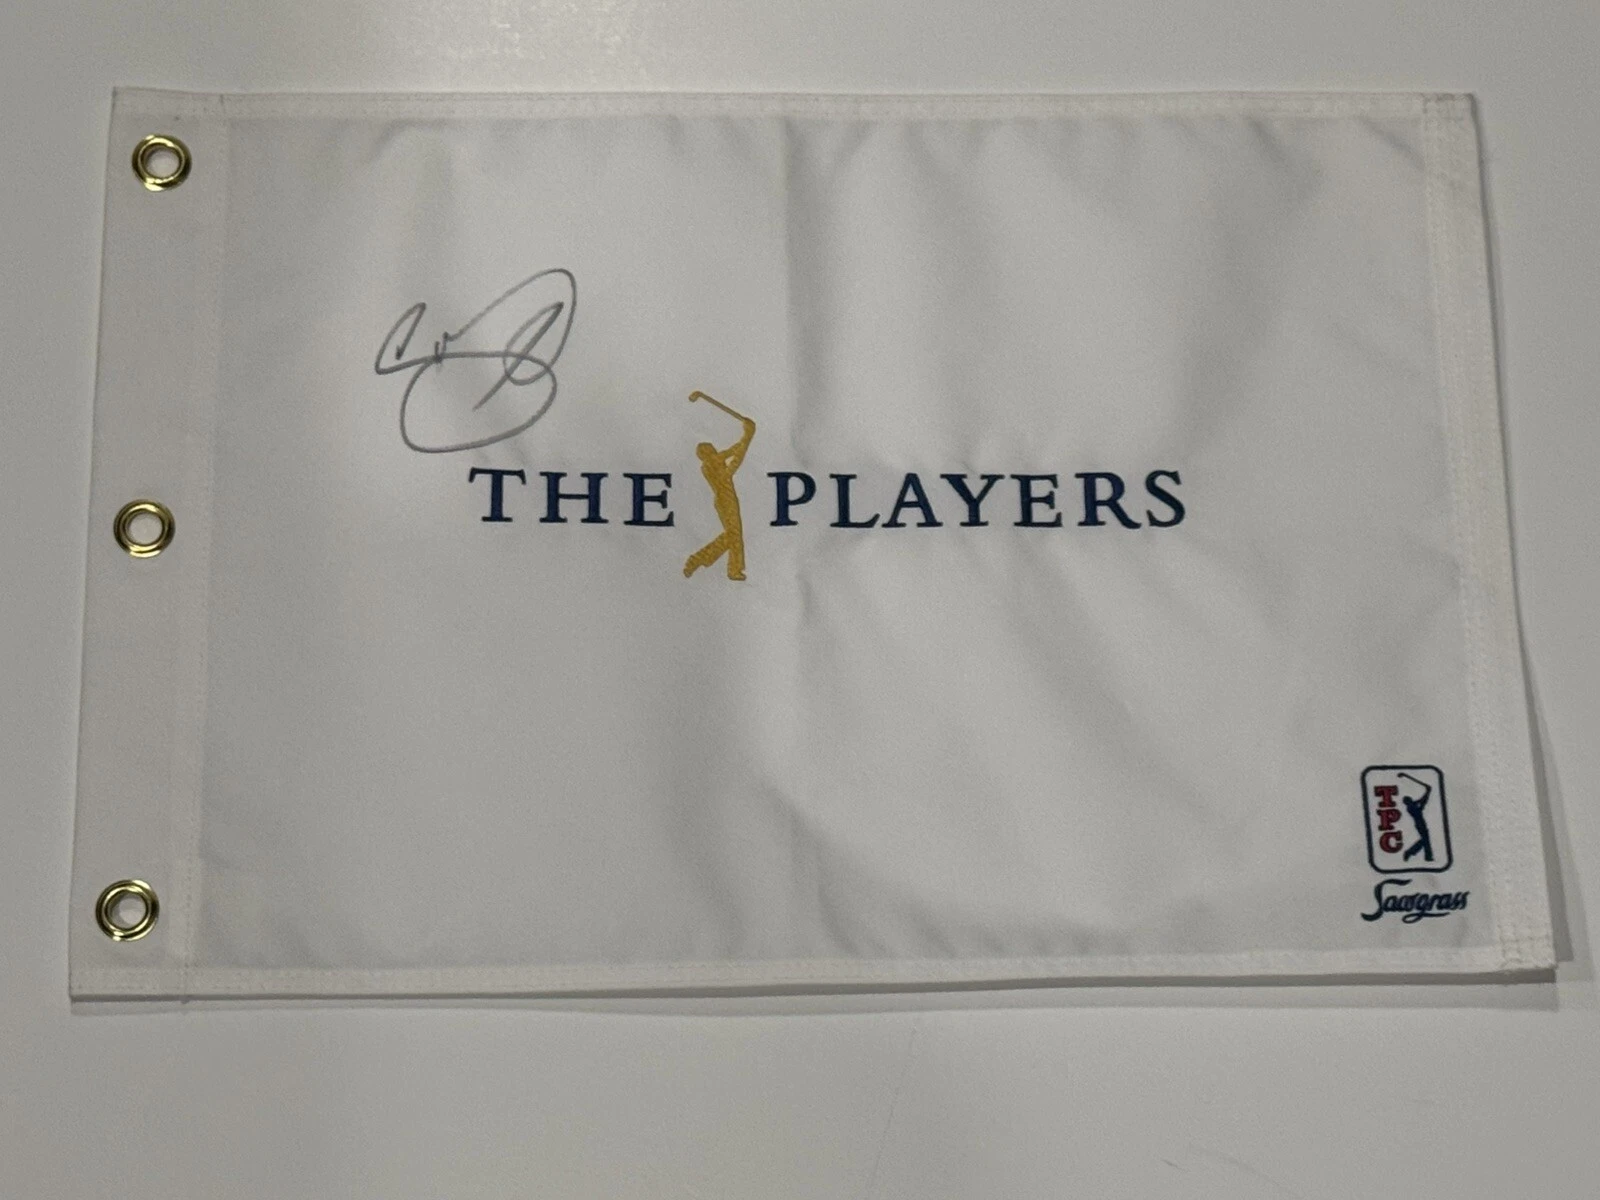 THE PLAYERS
TPC
Sawgrass